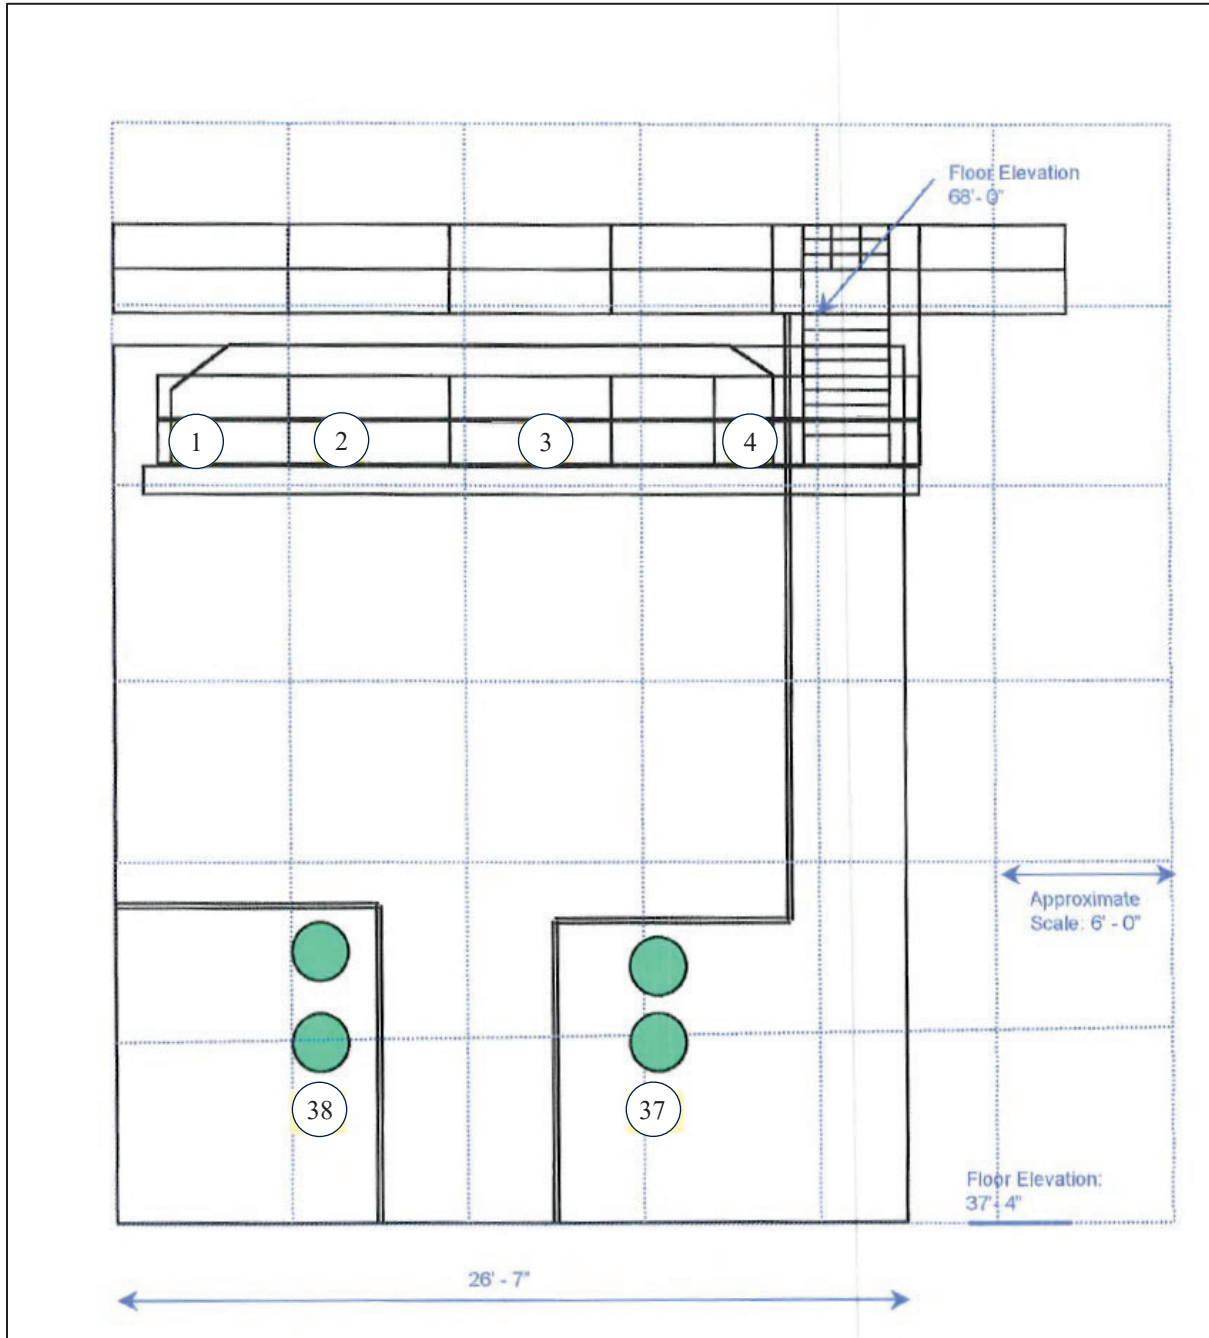 Floor Elevation
68'- 0"
1
2
3
4
Approximate
Scale: 6' - 0"
38
37
Floor Elevation:
37'- 4"
26' - 7"